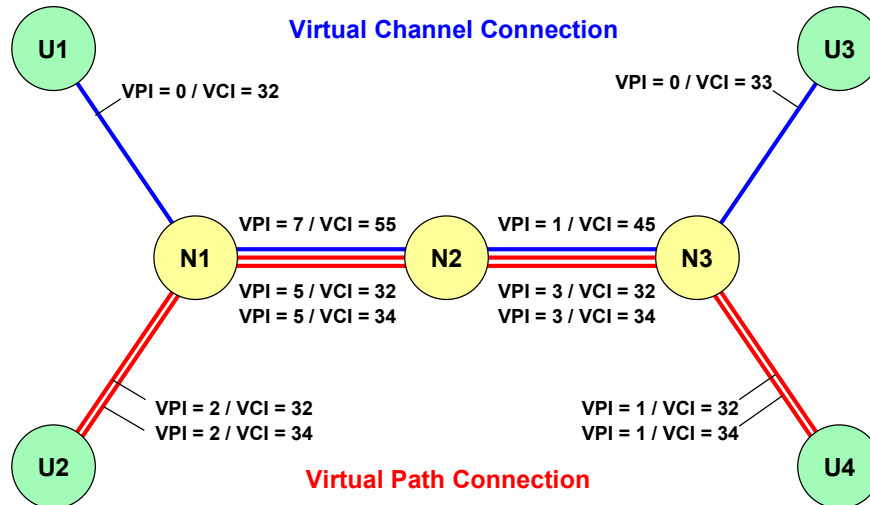 U1
Virtual Channel Connection
U3
VPI = 0 / VCI = 32
VPI = 0 / VCI = 33
VPI = 7 / VCI = 55
VPI = 1 / VCI = 45
N1
N2
N3
VPI = 5 / VCI = 32
VPI = 5 / VCI = 34
VPI = 3 / VCI = 32
VPI = 3 / VCI = 34
VPI = 2 / VCI = 32
VPI = 2 / VCI = 34
VPI = 1 / VCI = 32
VPI = 1 / VCI = 34
U2
Virtual Path Connection
U4